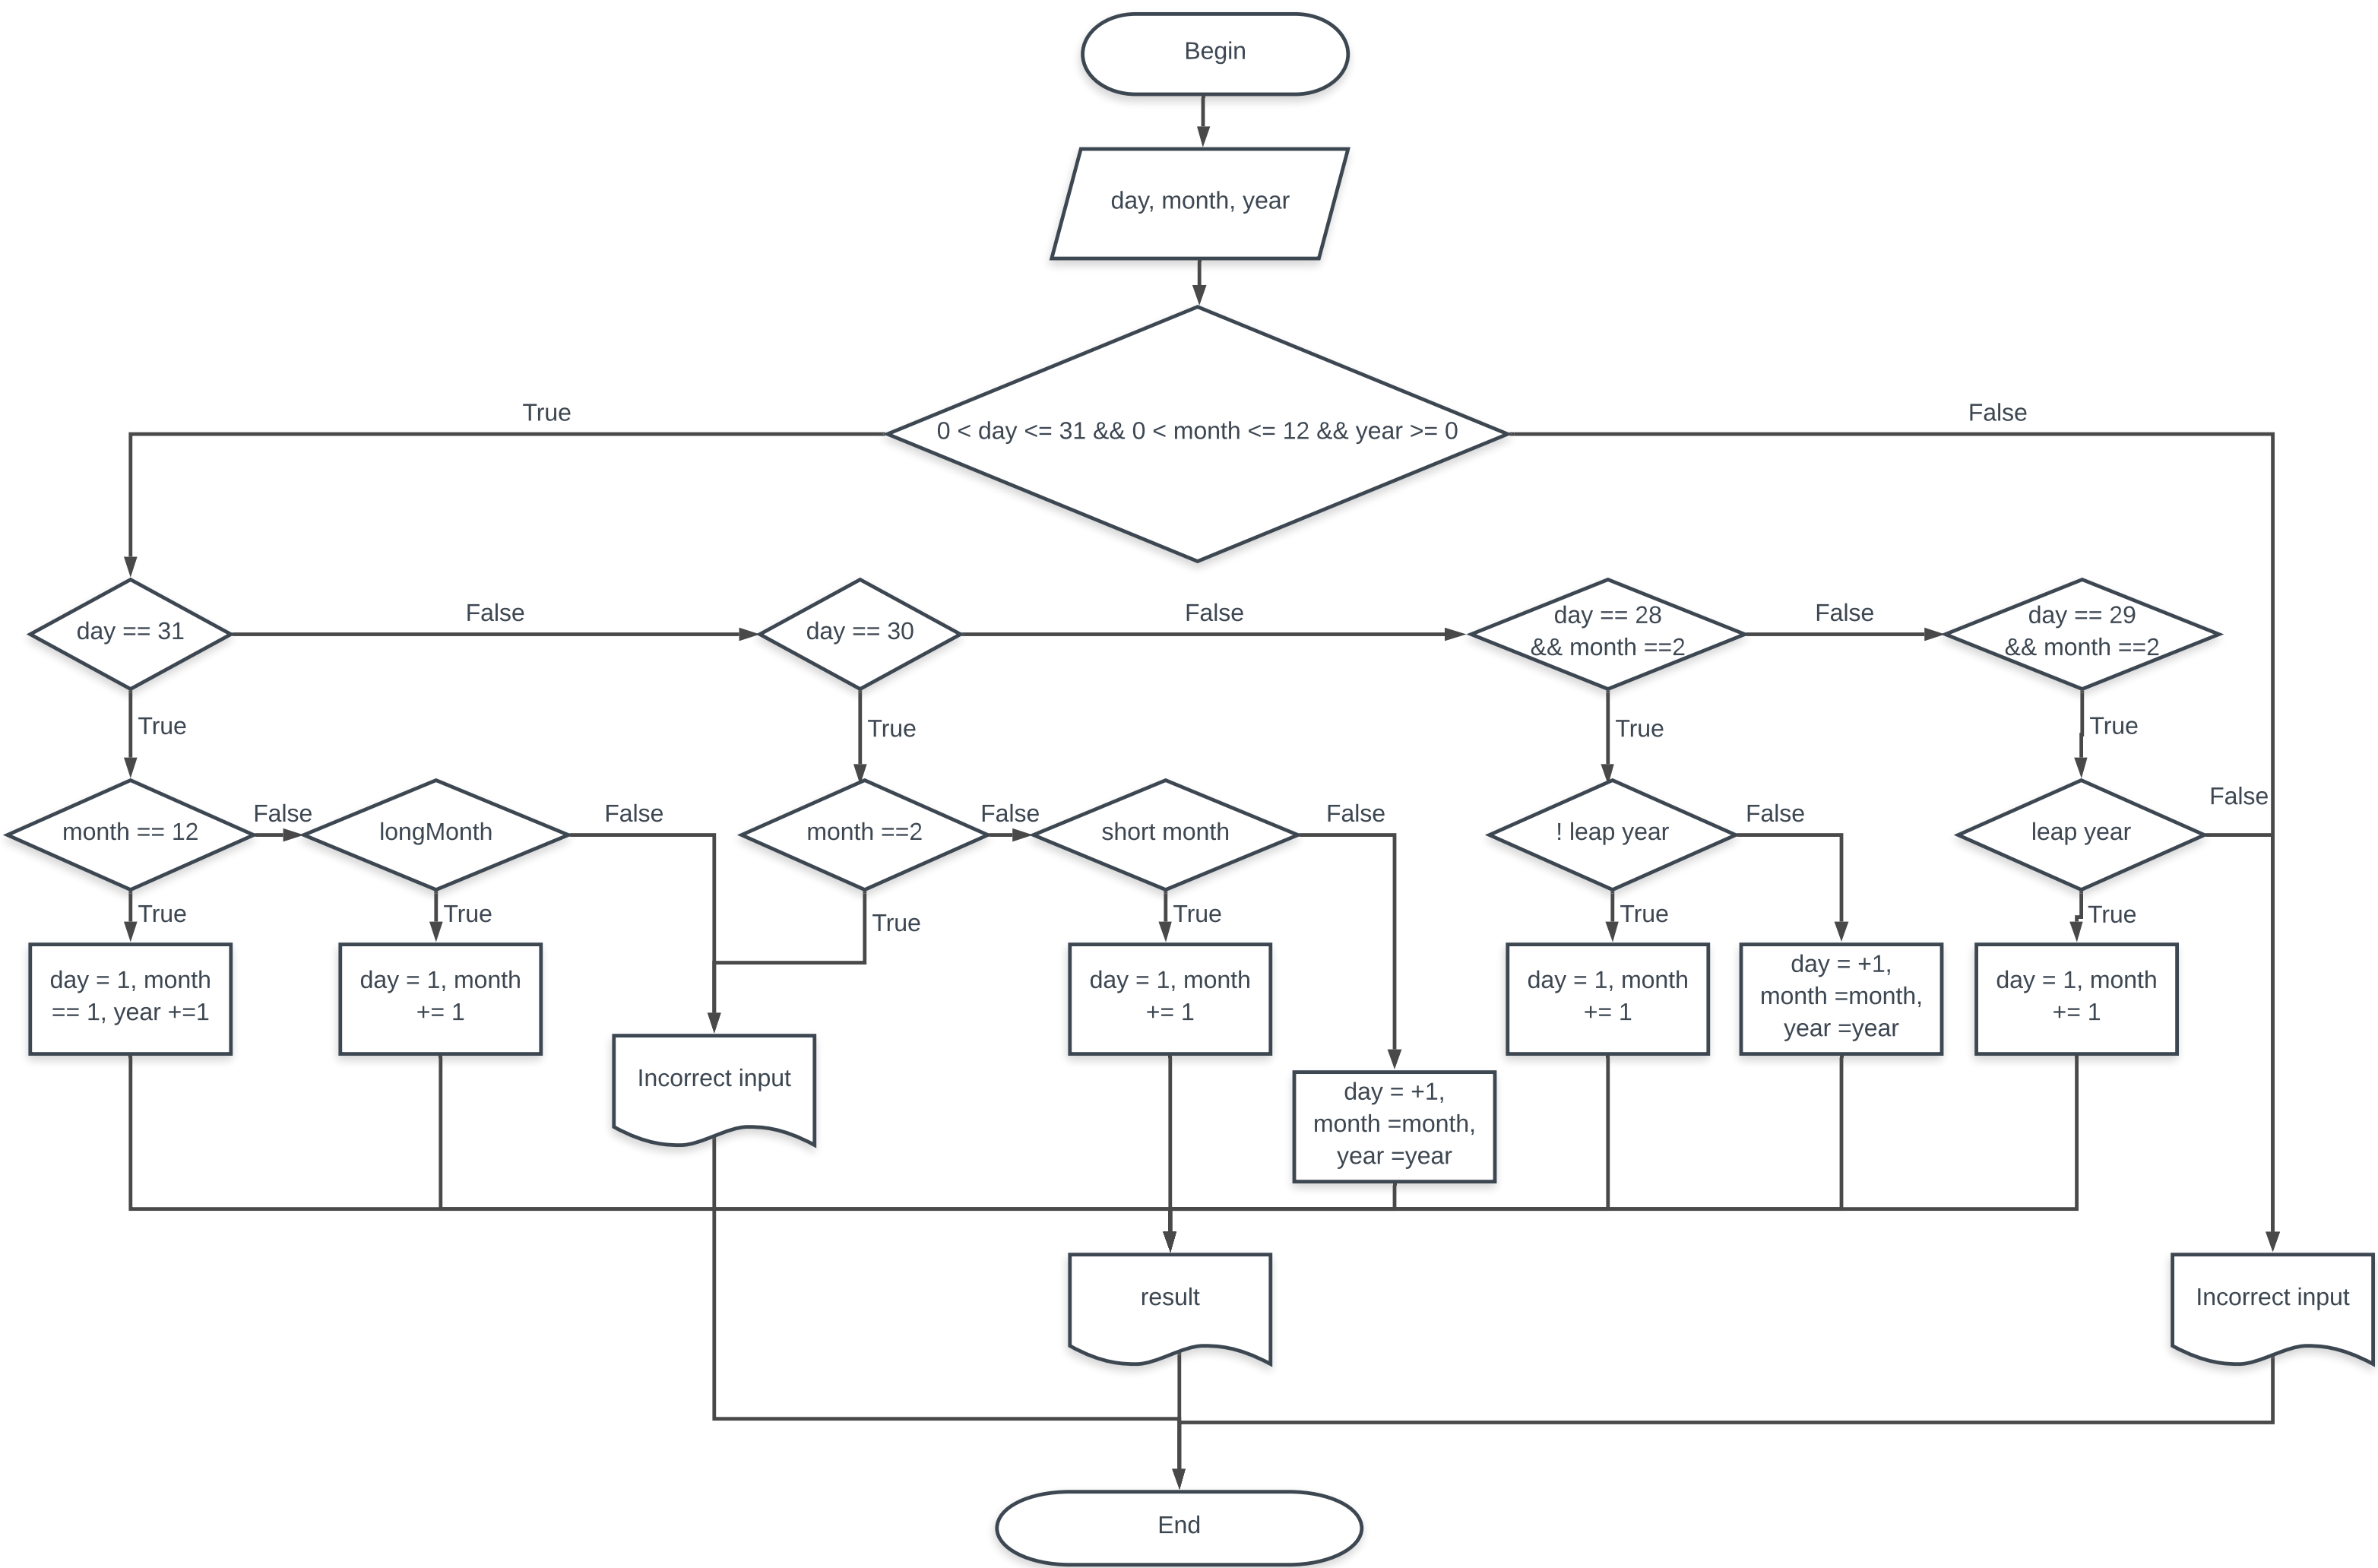 Begin
day, month, year
0 < day <= 31 && 0 < month <= 12 && year >= 0
True
False
day == 31
False
day == 30
False
day == 28
&& month ==2
False
day == 29
&& month ==2
True
True
True
True
month == 12
False
longMonth
False
month ==2
False
short month
False
! leap year
False
leap year
False
True
True
True
True
True
True
day = 1, month
== 1, year +=1
day = 1, month
+= 1
Incorrect input
day = 1, month
+= 1
day = +1,
month =month,
year =year
day = 1, month
+= 1
day = +1,
month =month,
year =year
day = 1, month
+= 1
result
Incorrect input
End